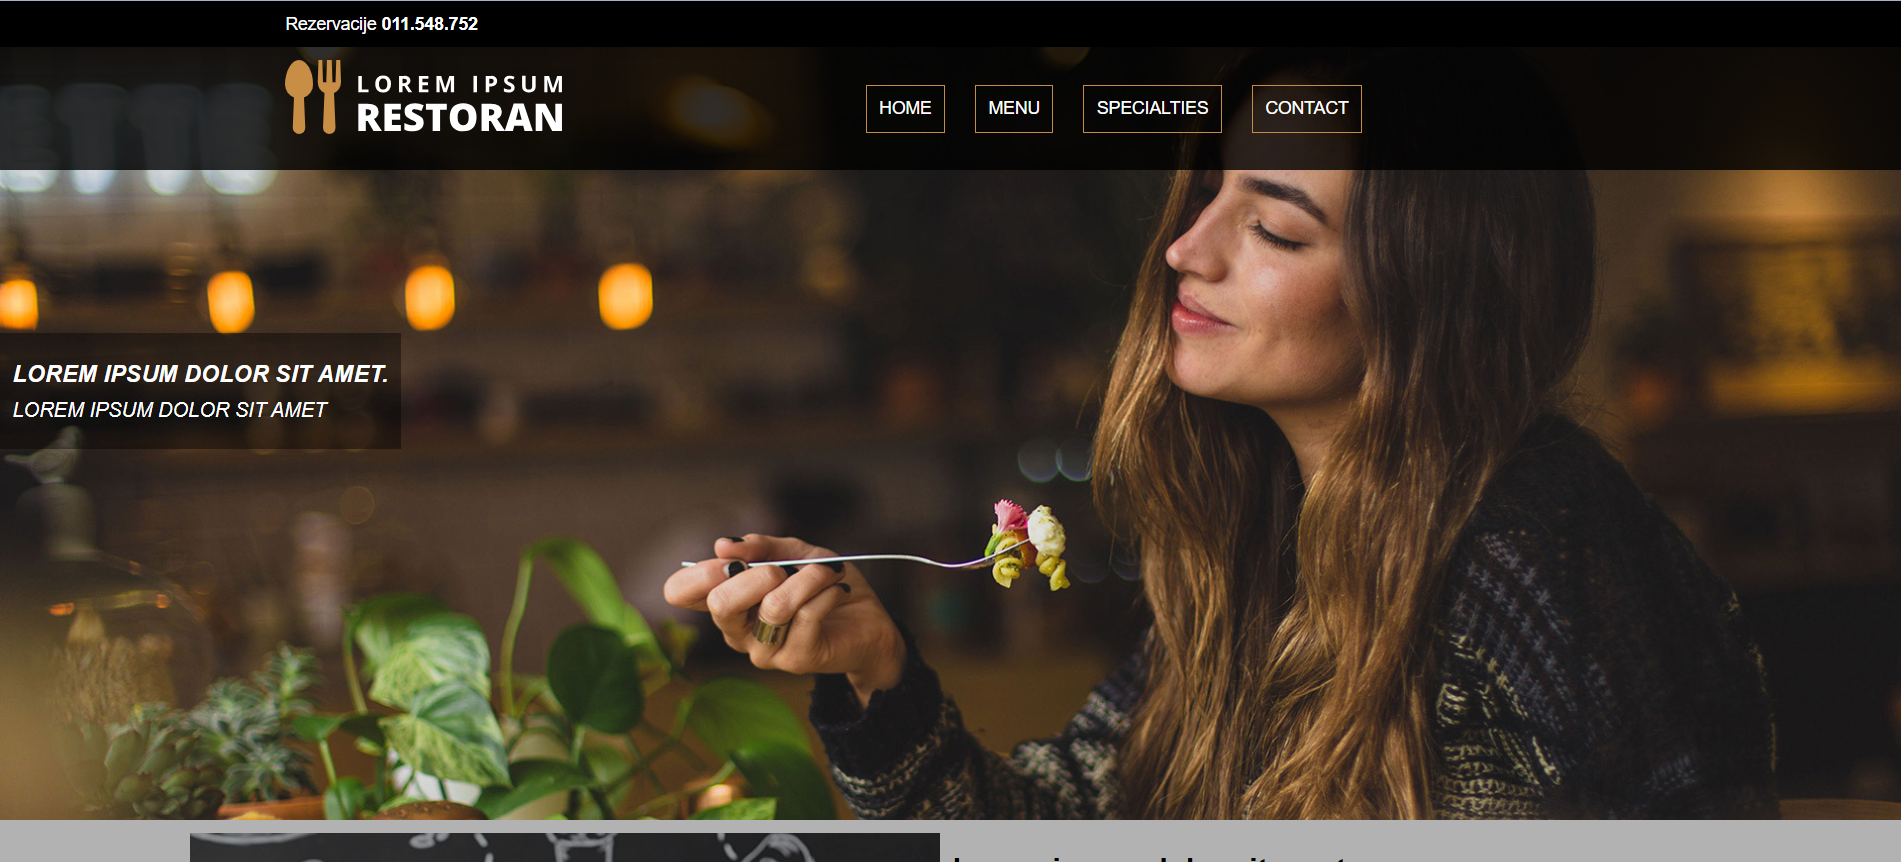 Rezervacije 011.548.752
LOREM IPSUM
RESTORAN
HOME
MENU
SPECIALTIES
CONTACT
LOREM IPSUM DOLOR SIT AMET.
LOREM IPSUM DOLOR SIT AMET